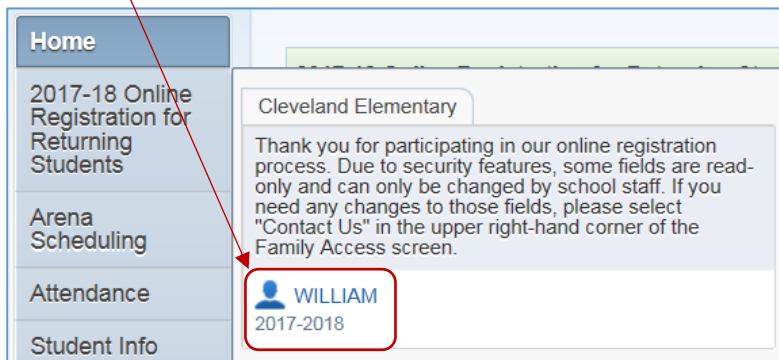 Home
2017-18 Online
Registration for
Returning
Students
Arena
Scheduling
Attendance
Student Info
Cleveland Elementary
Thank you for participating in our online registration
process. Due to security features, some fields are read-
only and can only be changed by school staff. If you
need any changes to those fields, please select
"Contact Us" in the upper right-hand corner of the
Family Access screen.
WILLIAM
2017-2018